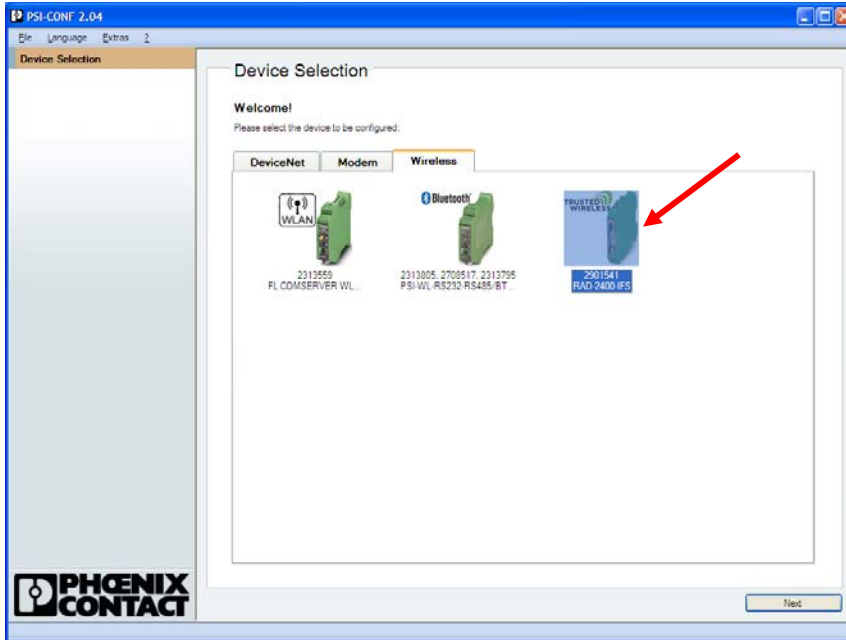 PSI-CONF 2.04
File Language Extras ?
Device Selection
Device Selection
Welcome!
Please select the device to be configured.
DeviceNet Modem Wireless
WLAN
Bluetooth
TRUSTED
WIRELESS
2313559
FL COMSERVER WL...
2313805, 2708517, 2313795
PSI-WL-RS232-RS485/BT...
2901541
RAD-2400-IFS
PHŒNIX
CONTACT
Next